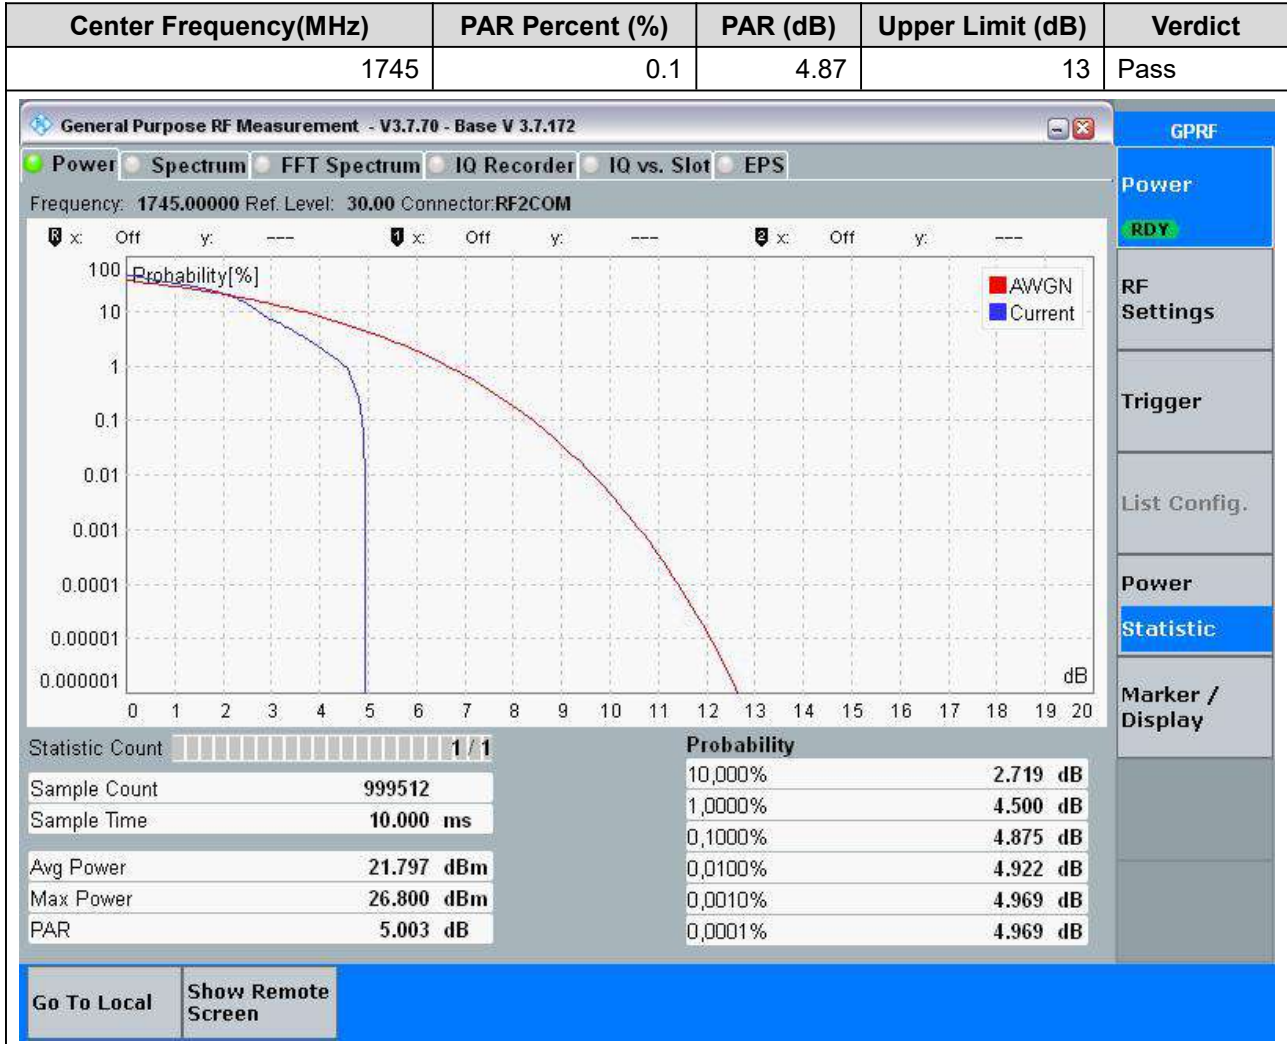 Center Frequency(MHz) PAR Percent (%) PAR (dB) Upper Limit (dB) Verdict
1745 0.1 4.87 13 Pass
General Purpose RF Measurement - V3.7.70 - Base V 3.7.172
GPRF
Power Spectrum FFT Spectrum IQ Recorder IQ vs. Slot EPS
Frequency: 1745.00000 Ref. Level: 30.00 Connector:RF2COM
R x: Off y: --- 1 x: Off y: --- 2 x: Off y: ---
Power
RDY
RF
Settings
Trigger
List Config.
Power
Statistic
Marker /
Display
Probability[%]
AWGN
Current
100
10
1
0.1
0.01
0.001
0.0001
0.00001
0.000001
dB
0 1 2 3 4 5 6 7 8 9 10 11 12 13 14 15 16 17 18 19 20
Statistic Count 1 / 1
Sample Count 999512
Sample Time 10.000 ms
Avg Power 21.797 dBm
Max Power 26.800 dBm
PAR 5.003 dB
Probability
10,000% 2.719 dB
1,0000% 4.500 dB
0,1000% 4.875 dB
0,0100% 4.922 dB
0,0010% 4.969 dB
0,0001% 4.969 dB
Go To Local
Show Remote
Screen